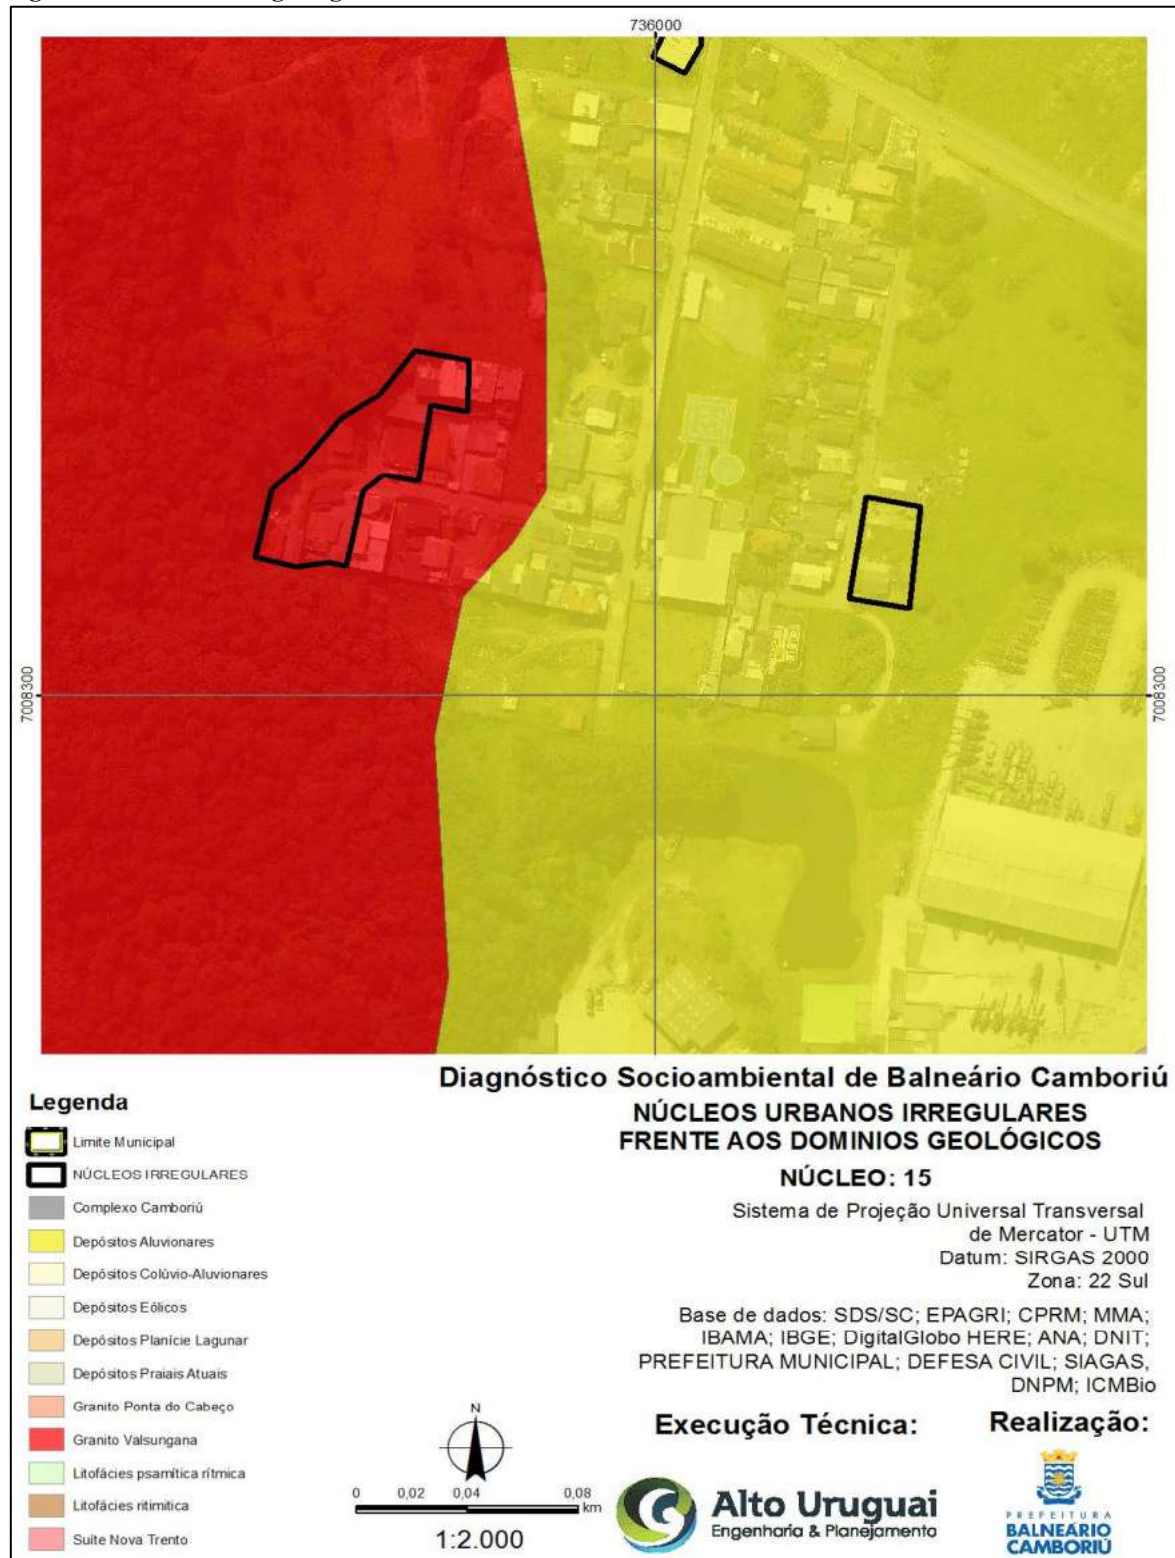 736000
7008300
7008300
Diagnóstico Socioambiental de Balneário Camboriú
NÚCLEOS URBANOS IRREGULARES
FRENTE AOS DOMINIOS GEOLÓGICOS
NÚCLEO: 15
Sistema de Projeção Universal Transversal
de Mercator - UTM
Datum: SIRGAS 2000
Zona: 22 Sul
Base de dados: SDS/SC; EPAGRI; CPRM; MMA;
IBAMA; IBGE; DigitalGlobo HERE; ANA; DNIT;
PREFEITURA MUNICIPAL; DEFESA CIVIL; SIAGAS,
DNPM; ICMBio
Legenda
Limite Municipal
NÚCLEOS IRREGULARES
Complexo Camboriú
Depósitos Aluvionares
Depósitos Colúvio-Aluvionares
Depósitos Eólicos
Depósitos Planície Lagunar
Depósitos Praiais Atuais
Granito Ponta do Cabeço
Granito Valsungana
Litofácies psamítica rítmica
Litofácies ritimitica
Suite Nova Trento
N
0 0,02 0,04 0,08
km
1:2.000
Execução Técnica:
Alto Uruguai
Engenharia & Planejamento
Realização:
PREFEITURA
BALNEÁRIO
CAMBORIÚ